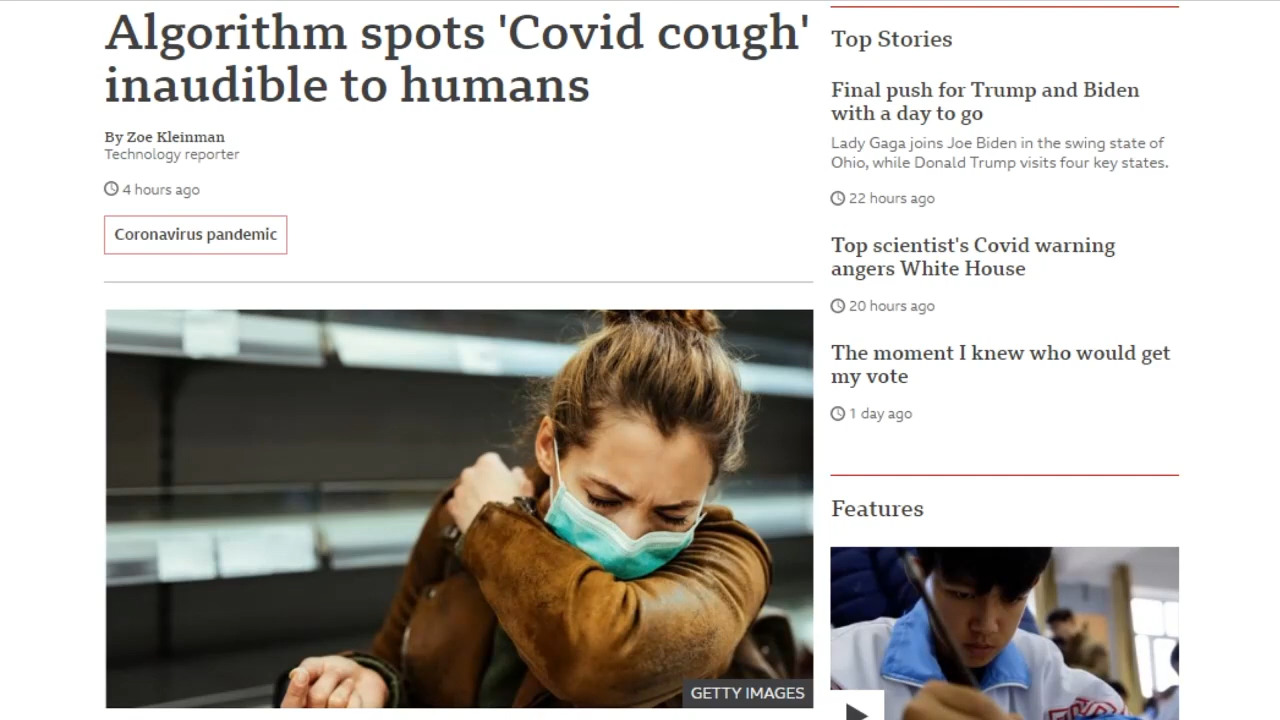 Algorithm spots 'Covid cough'
inaudible to humans
By Zoe Kleinman
Technology reporter
4 hours ago
Coronavirus pandemic
GETTY IMAGES
Top Stories
Final push for Trump and Biden
with a day to go
Lady Gaga joins Joe Biden in the swing state of
Ohio, while Donald Trump visits four key states.
22 hours ago
Top scientist's Covid warning
angers White House
20 hours ago
The moment I knew who would get
my vote
1 day ago
Features